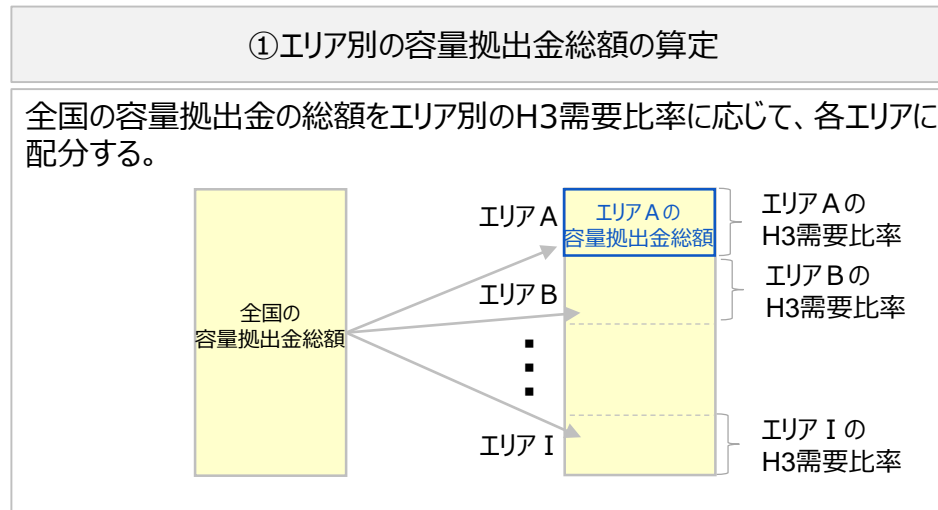 ①エリア別の容量拠出金総額の算定
全国の容量拠出金の総額をエリア別のH3需要比率に応じて、各エリアに
配分する。
全国の
容量拠出金総額
エリアA
エリアAの
容量拠出金総額
エリアAの
H3需要比率
エリアB
エリアBの
H3需要比率
エリアI
エリアIの
H3需要比率